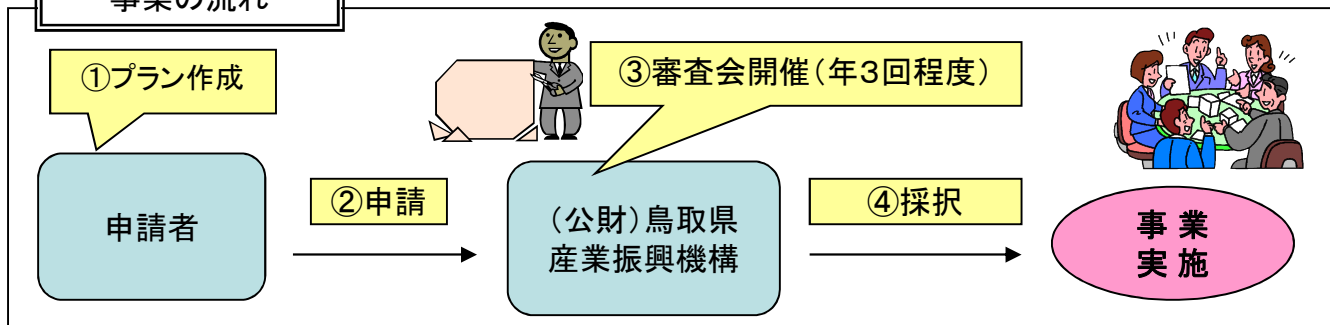 事業の流れ
①プラン作成
③審査会開催(年3回程度)
申請者
②申請
(公財)鳥取県
産業振興機構
④採択
事 業
実 施